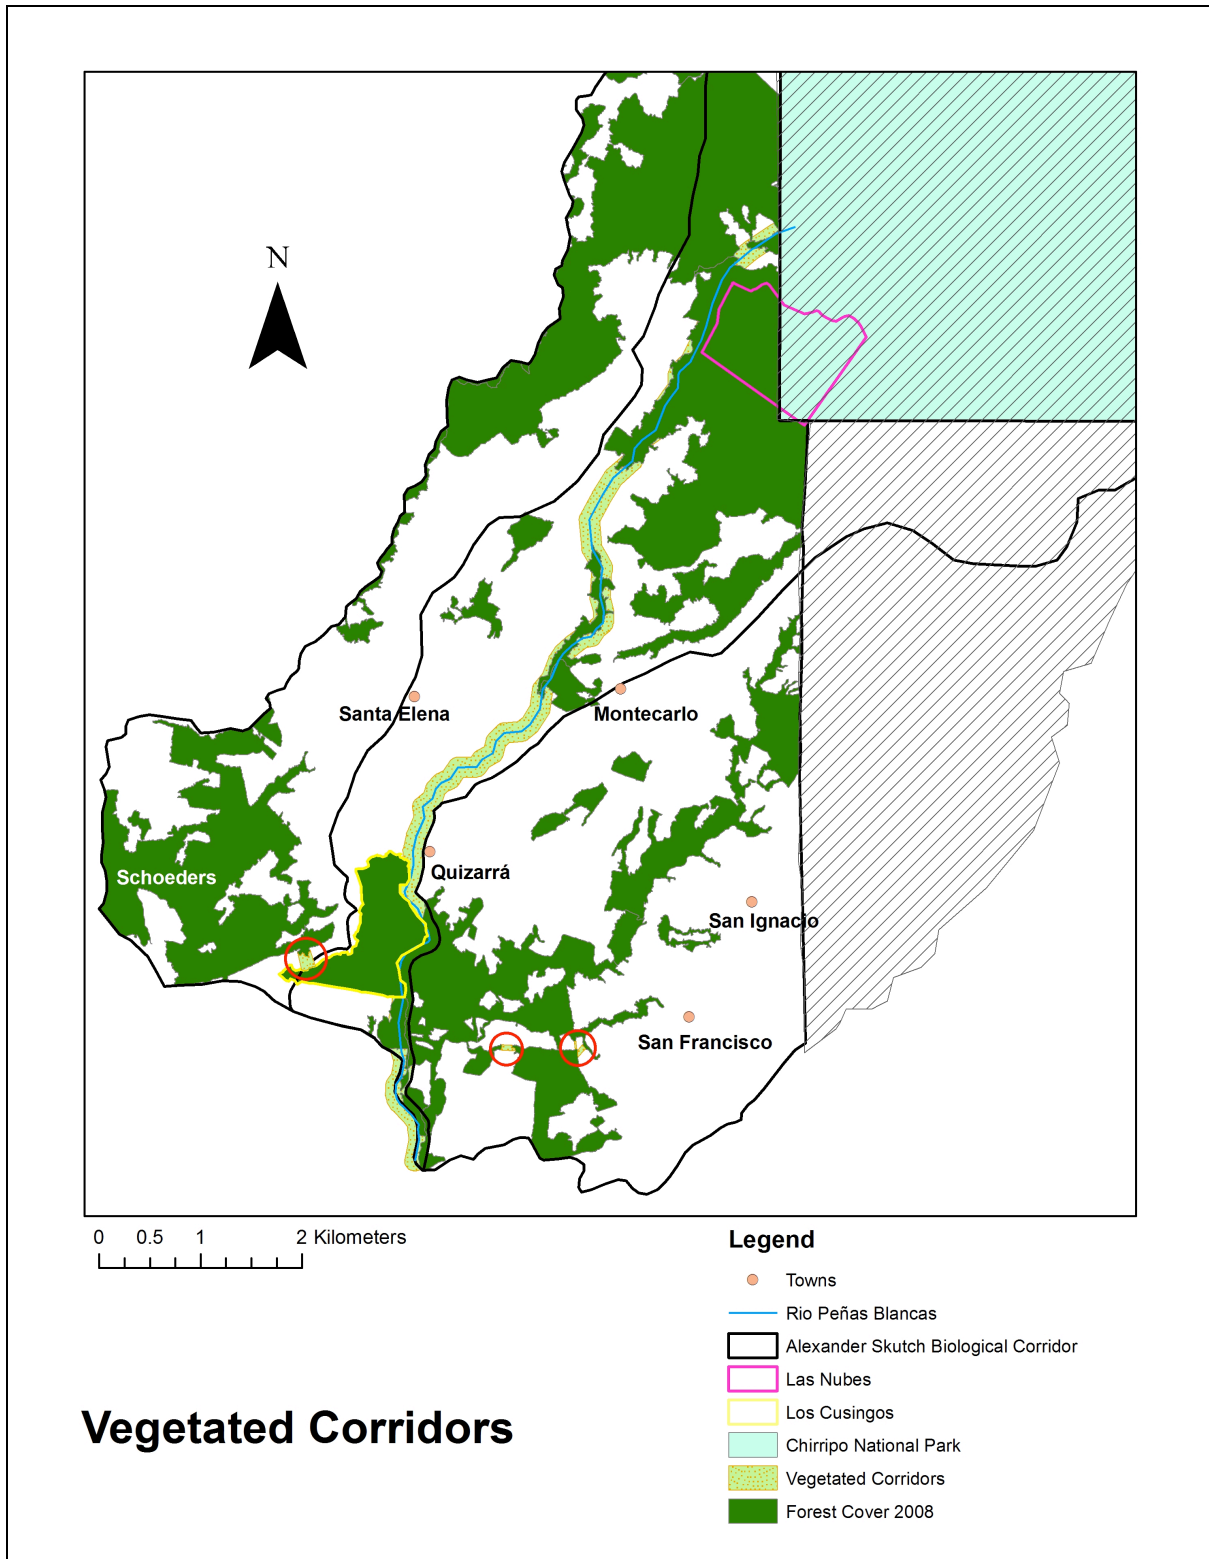 N
Santa Elena
Montecarlo
Schoeders
Quizarrá
San Ignacio
San Francisco
0 0.5 1 2 Kilometers
Legend
Towns
Rio Peñas Blancas
Alexander Skutch Biological Corridor
Las Nubes
Los Cusingos
Chirripo National Park
Vegetated Corridors
Forest Cover 2008
Vegetated Corridors